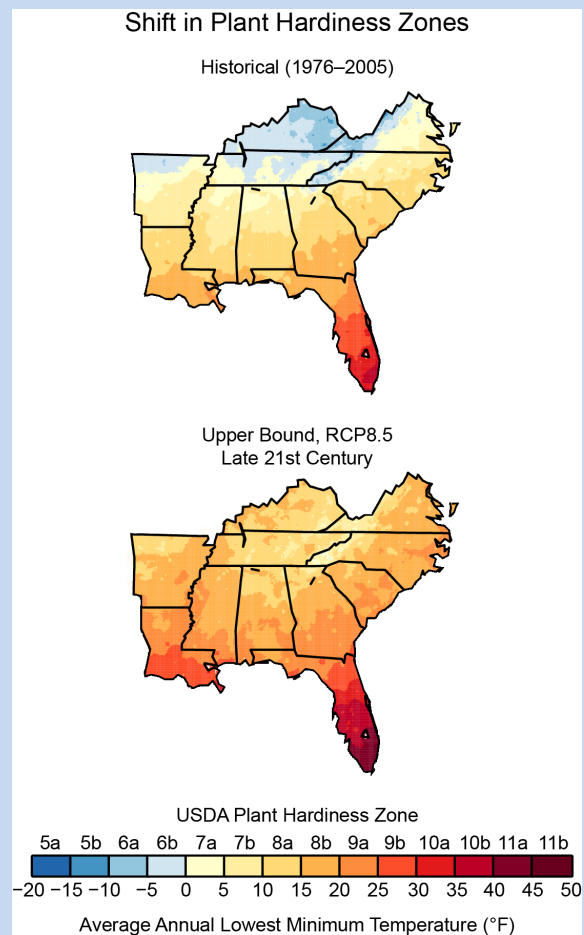 Shift in Plant Hardiness Zones
Historical (1976–2005)
Upper Bound, RCP8.5
Late 21st Century
USDA Plant Hardiness Zone
5a 5b 6a 6b 7a 7b 8a 8b 9a 9b 10a 10b 11a 11b
−20 −15 −10 −5 0 5 10 15 20 25 30 35 40 45 50
Average Annual Lowest Minimum Temperature (°F)